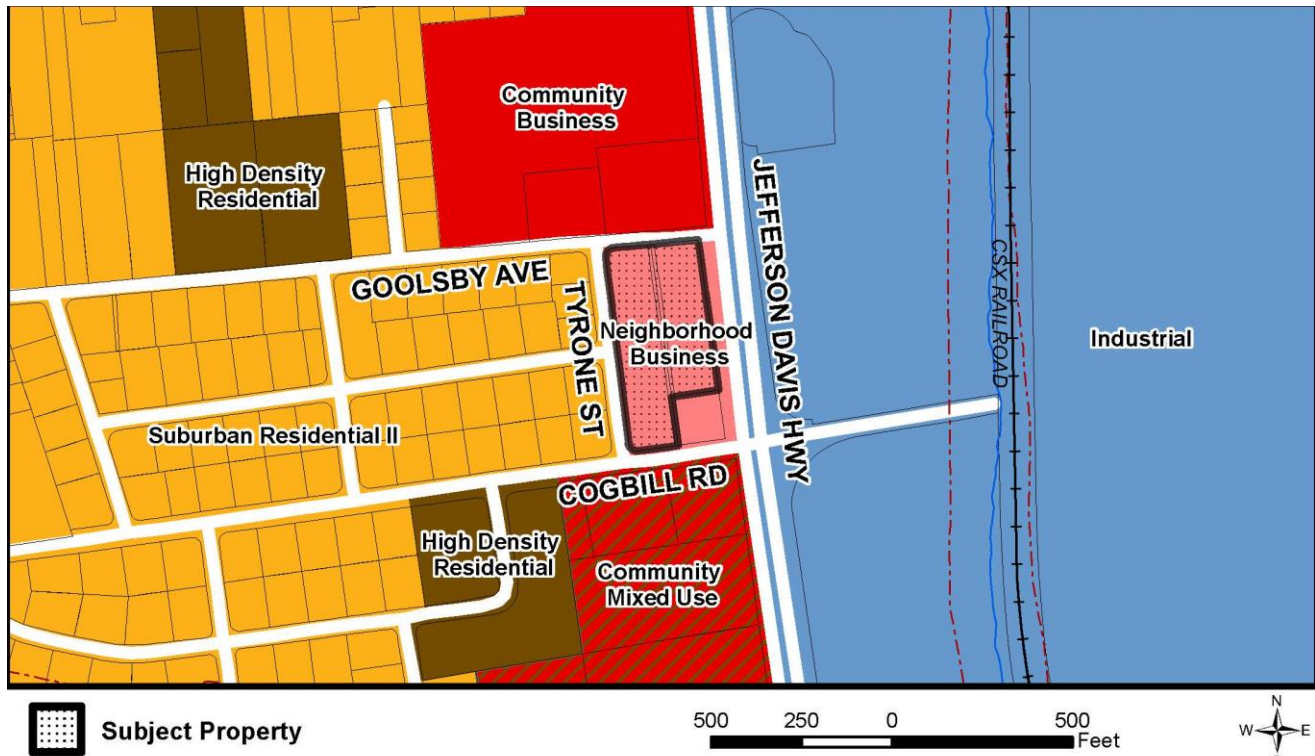 Community
Business
High Density
Residential
JEFFERSON DAVIS HWY
GOOLSBY AVE
TYRONE ST
Neighborhood
Business
CSX RAILROAD
Industrial
Suburban Residential II
COGBILL RD
High Density
Residential
Community
Mixed Use
Subject Property
500 250 0 500
Feet
N
W E
S